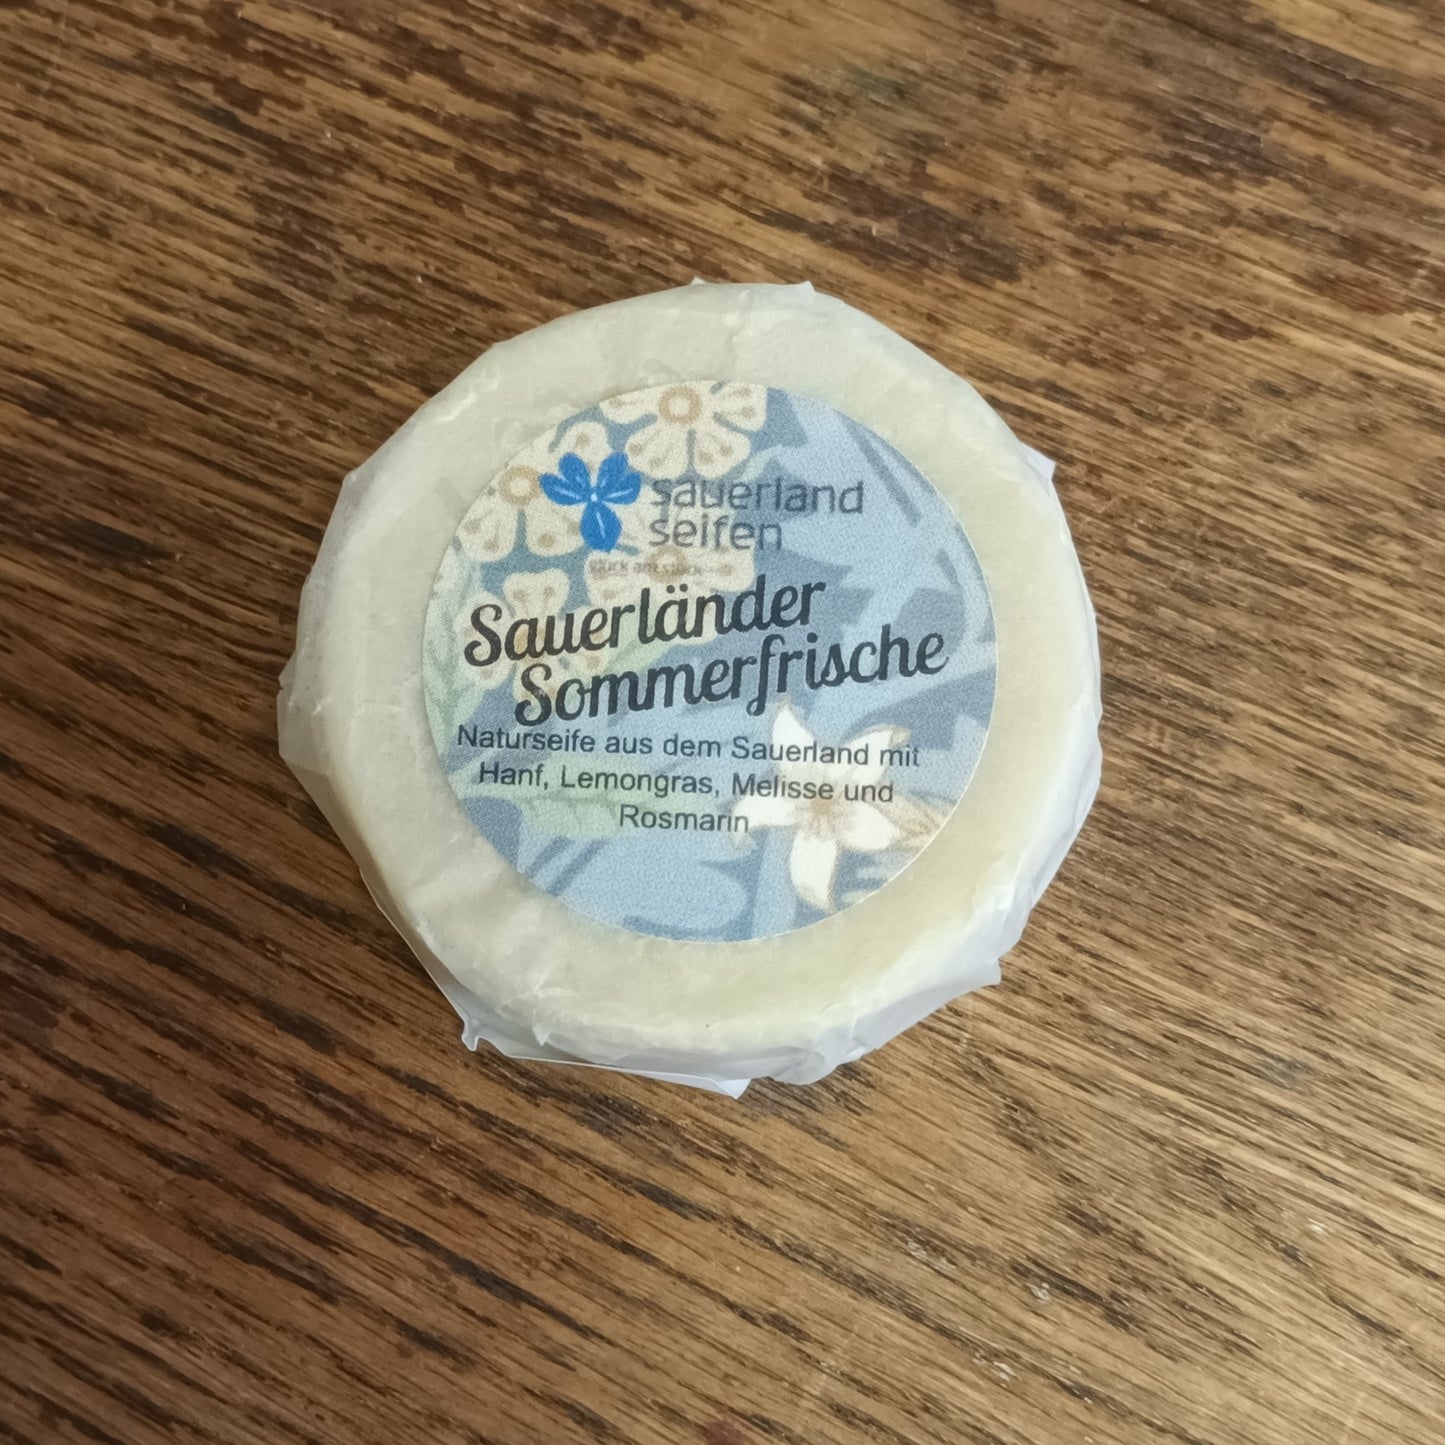 sauerland
seifen
Sauerländer
Sommerfrische
Naturseife aus dem Sauerland mit
Hanf, Lemongras, Melisse und
Rosmarin